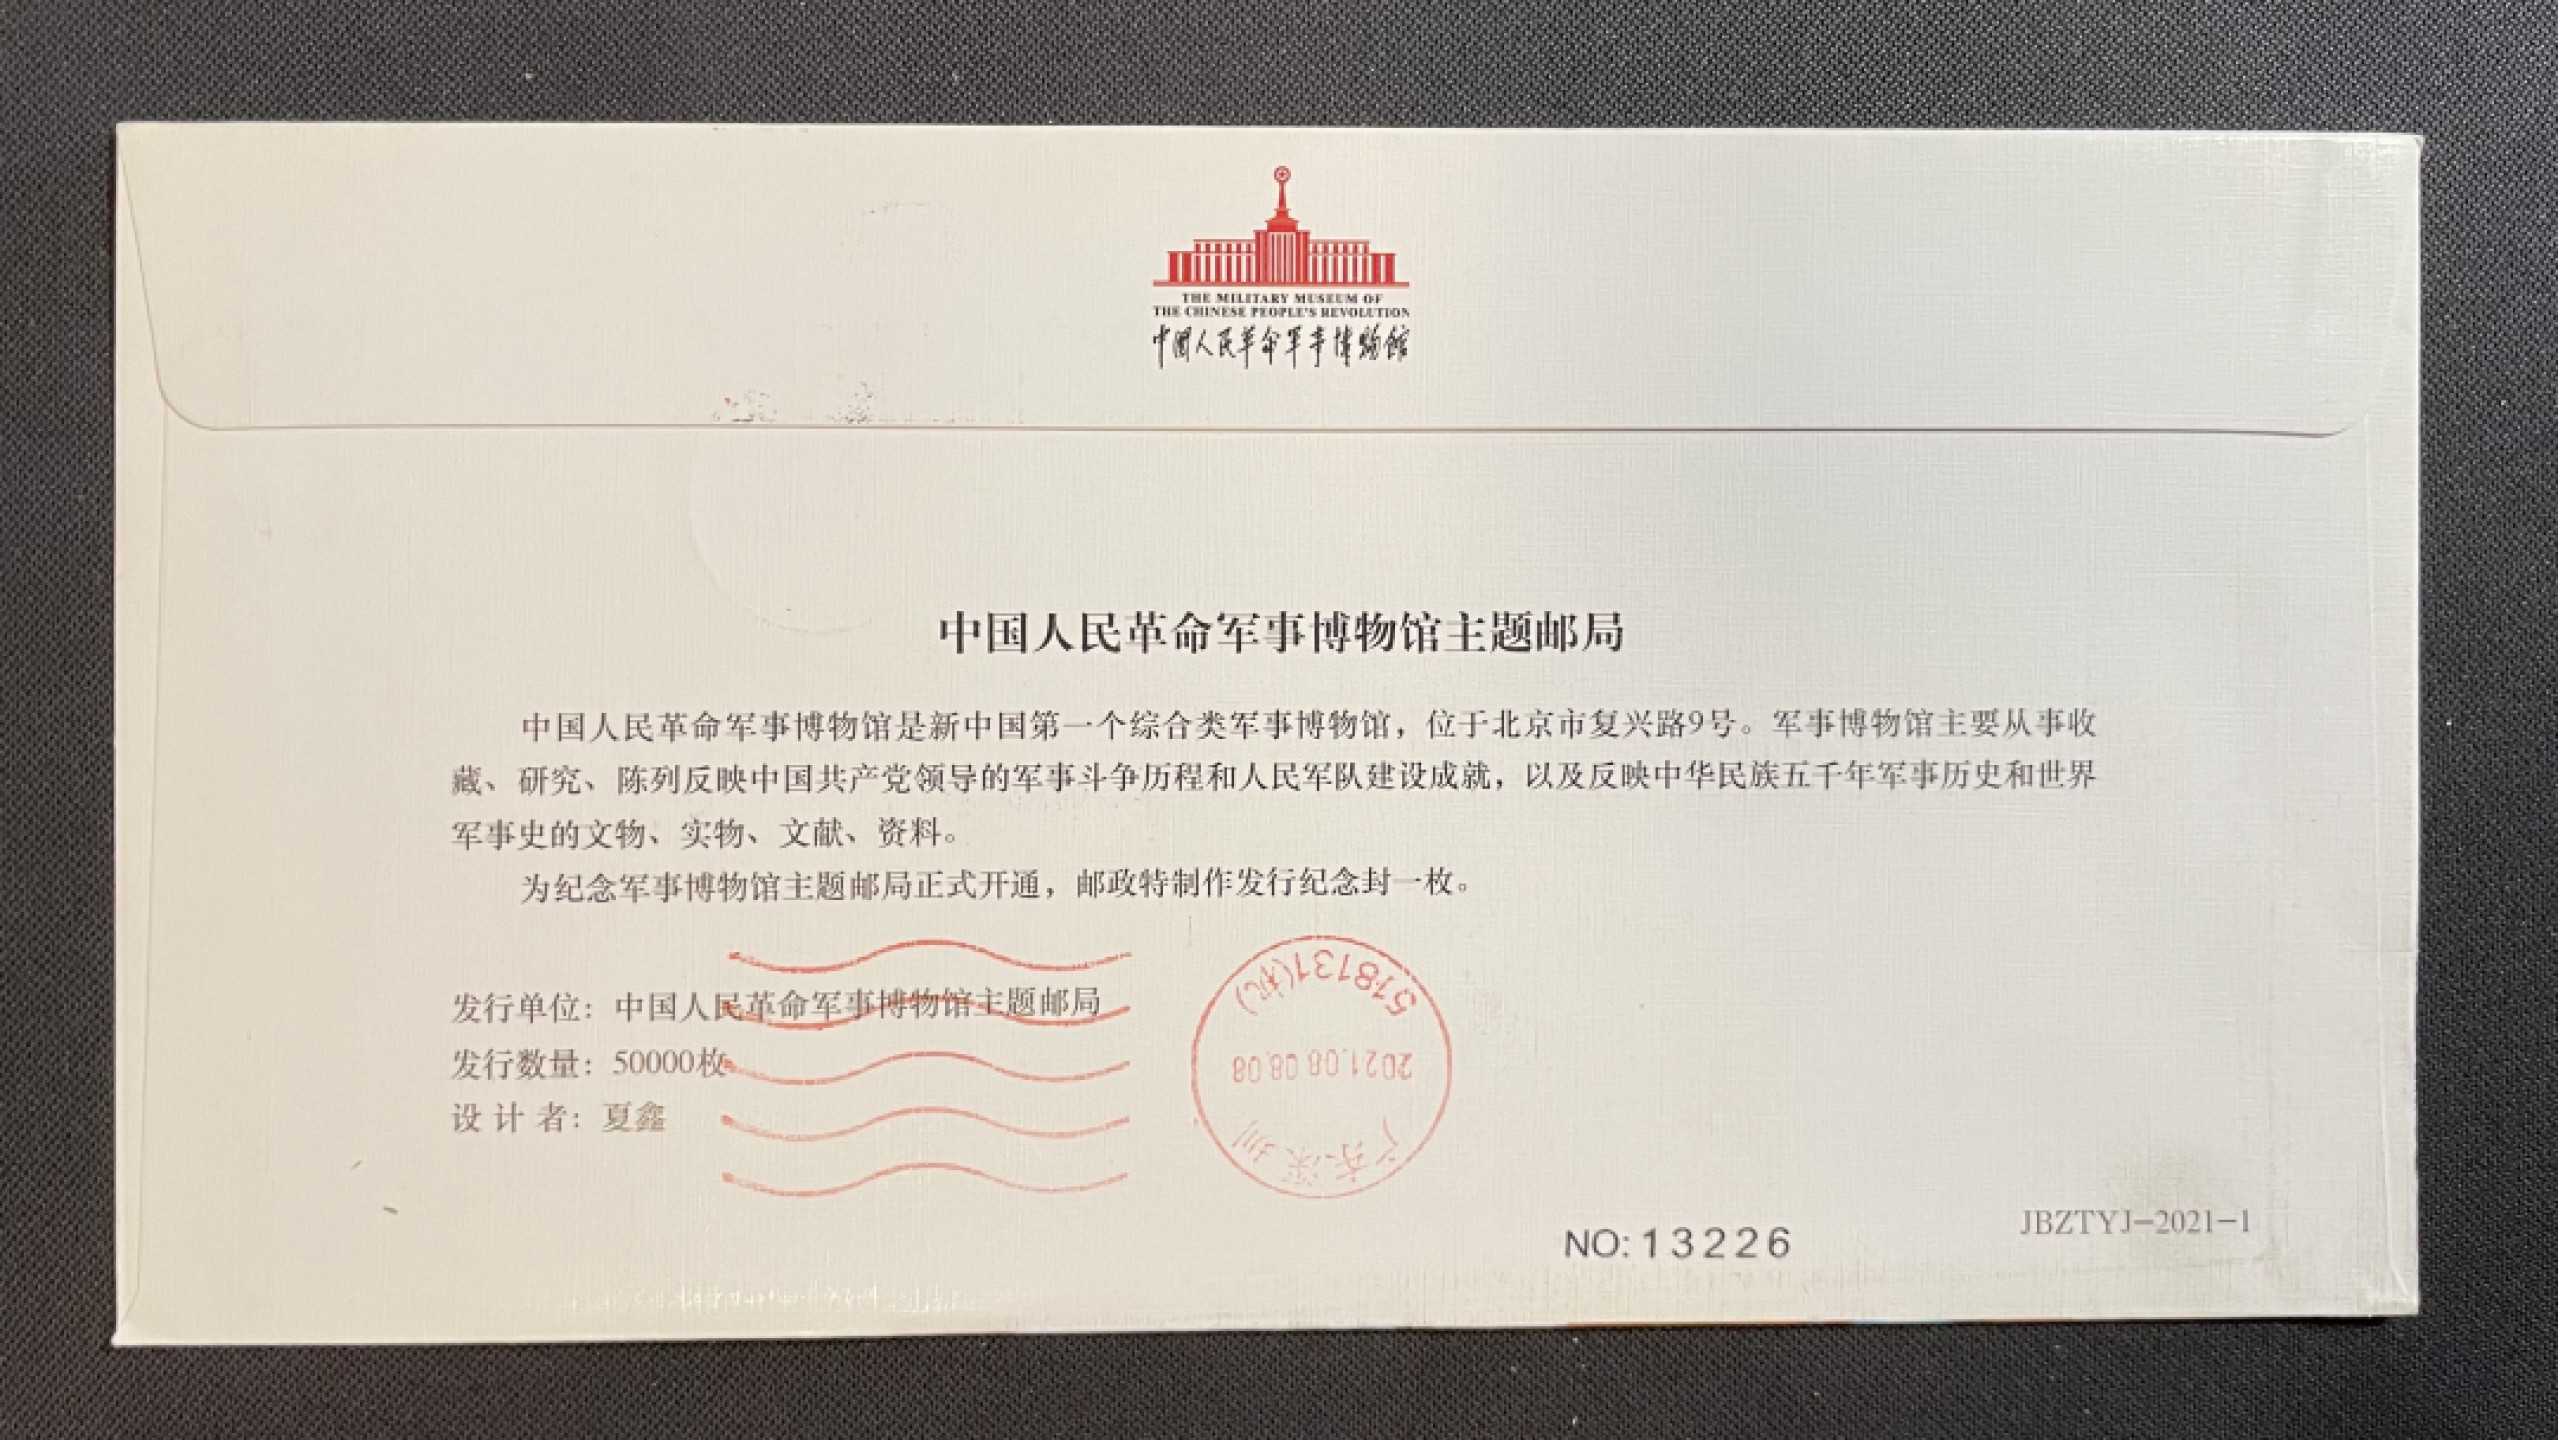 THE MILITARY MUSEUM OF
THE CHINESE PEOPLE'S REVOLUTION
中国人民革命军事博物馆
中国人民革命军事博物馆主题邮局
中国人民革命军事博物馆是新中国第一个综合类军事博物馆，位于北京市复兴路9号。军事博物馆主要从事收
藏、研究、陈列反映中国共产党领导的军事斗争历程和人民军队建设成就，以及反映中华民族五千年军事历史和世界
军事史的文物、实物、文献、资料。
为纪念军事博物馆主题邮局正式开通，邮政特制作发行纪念封一枚。
发行单位：中国人民革命军事博物馆主题邮局
发行数量：50000枚
设计者：夏鑫
广东深圳
2021.08.08.08
518131(机)
NO:13226
JBZTYJ-2021-1